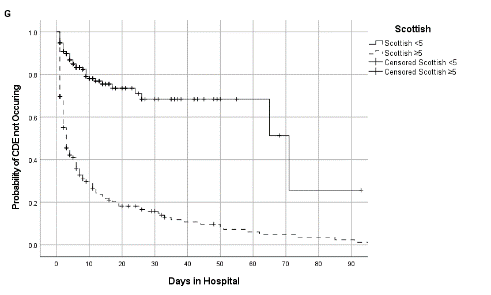 G
Scottish
Scottish <5
Scottish ≥5
Censored Scottish <5
Censored Scottish ≥5
Probability of CDE not Occuring
1.0
0.8
0.6
0.4
0.2
0.0
0 10 20 30 40 50 60 70 80 90
Days in Hospital